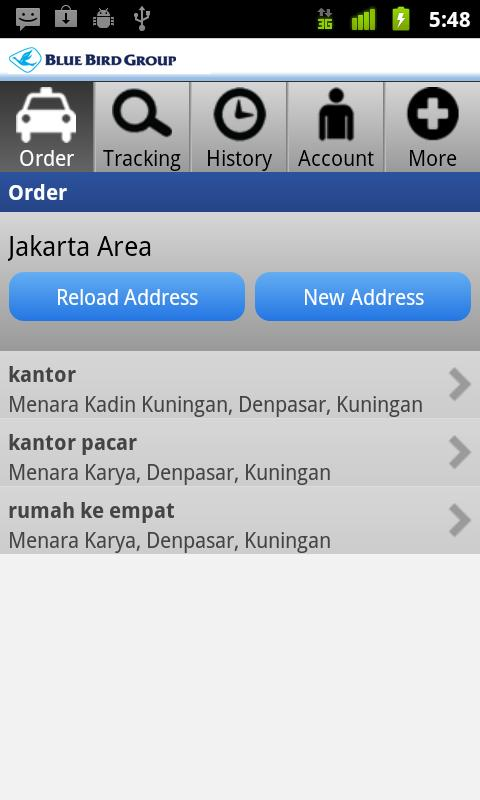 3G 5:48
BLUE BIRD GROUP
Order Tracking History Account More
Order
Jakarta Area
Reload Address New Address
kantor
Menara Kadin Kuningan, Denpasar, Kuningan
kantor pacar
Menara Karya, Denpasar, Kuningan
rumah ke empat
Menara Karya, Denpasar, Kuningan